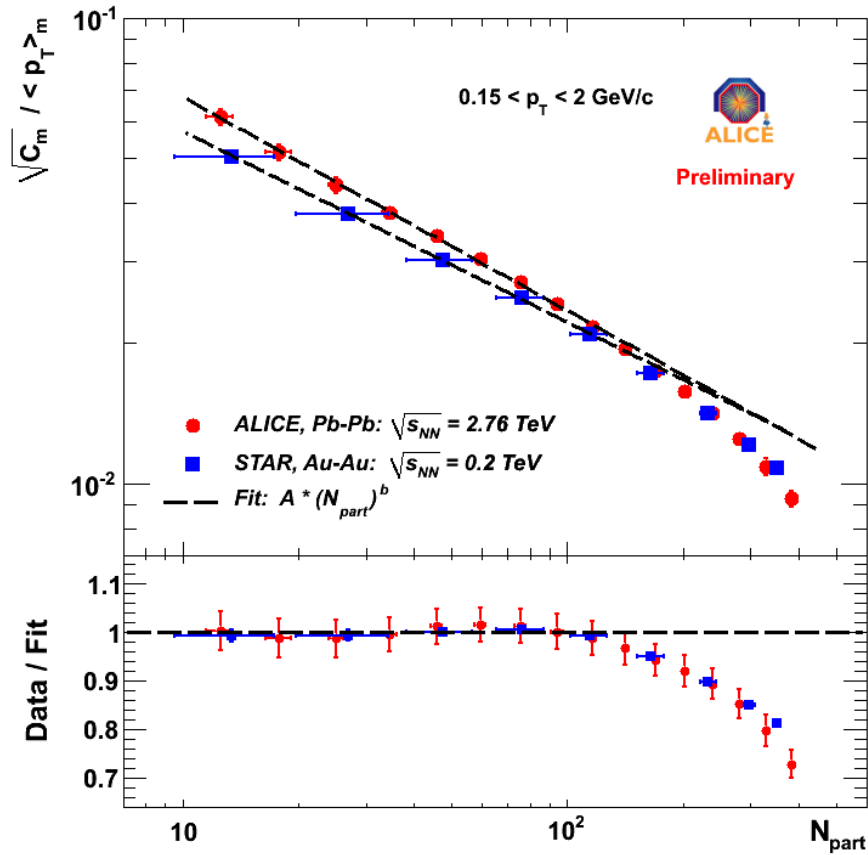 10⁻¹
√C_m / < p_T >_m
0.15 < p_T < 2 GeV/c
ALICE
Preliminary
ALICE, Pb-Pb: √s_NN = 2.76 TeV
STAR, Au-Au: √s_NN = 0.2 TeV
10⁻²
Fit: A * (N_part)^b
Data / Fit
1.1
1
0.9
0.8
0.7
10
10²
N_part